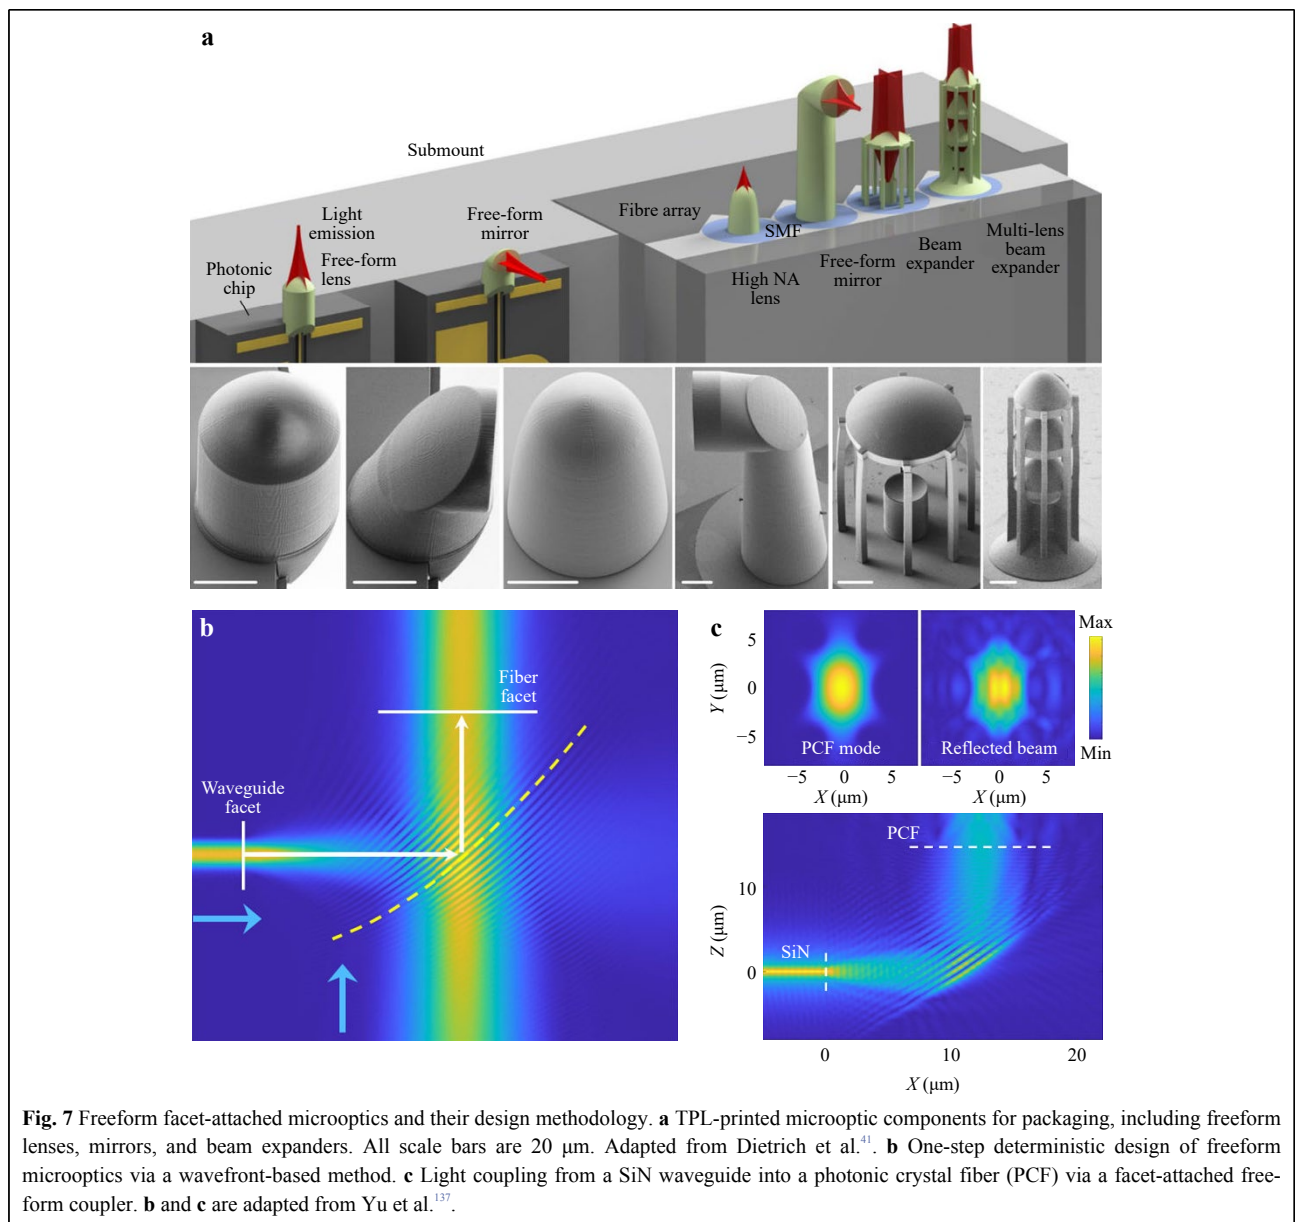 a
Submount
Light
emission
Free-form
lens
Photonic
chip
Free-form
mirror
Fibre array
SMF
High NA
lens
Free-form
mirror
Beam
expander
Multi-lens
beam
expander
b
Fiber
facet
Waveguide
facet
c
5
0
−5
Y (μm)
PCF mode
Reflected beam
Max
Min
−5 0 5
X (μm)
−5 0 5
X (μm)
PCF
10
SiN
0
Z (μm)
0 10 20
X (μm)
Fig. 7 Freeform facet-attached microoptics and their design methodology. a TPL-printed microoptic components for packaging, including freeform
lenses, mirrors, and beam expanders. All scale bars are 20 μm. Adapted from Dietrich et al.41. b One-step deterministic design of freeform
microoptics via a wavefront-based method. c Light coupling from a SiN waveguide into a photonic crystal fiber (PCF) via a facet-attached free-
form coupler. b and c are adapted from Yu et al.137.